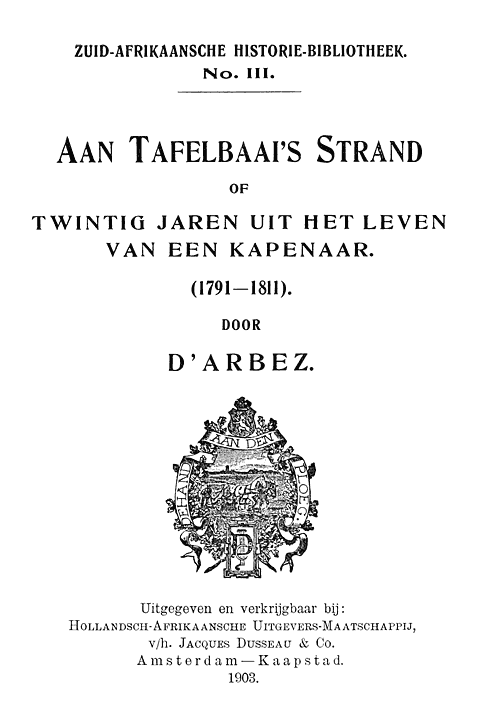 ZUID-AFRIKAANSCHE HISTORIE-BIBLIOTHEEK.
No. III.
AAN TAFELBAAI'S STRAND
OF
TWINTIG JAREN UIT HET LEVEN
VAN EEN KAPENAAR.
(1791—1811).
DOOR
D'ARBEZ.
AAN DEN
DE HAND
PLOEG
Uitgegeven en verkrijgbaar bij:
HOLLANDSCH-AFRIKAANSCHE UITGEVERS-MAATSCHAPPIJ,
v/h. JACQUES DUSSEAU & Co.
Amsterdam—Kaapstad.
1903.